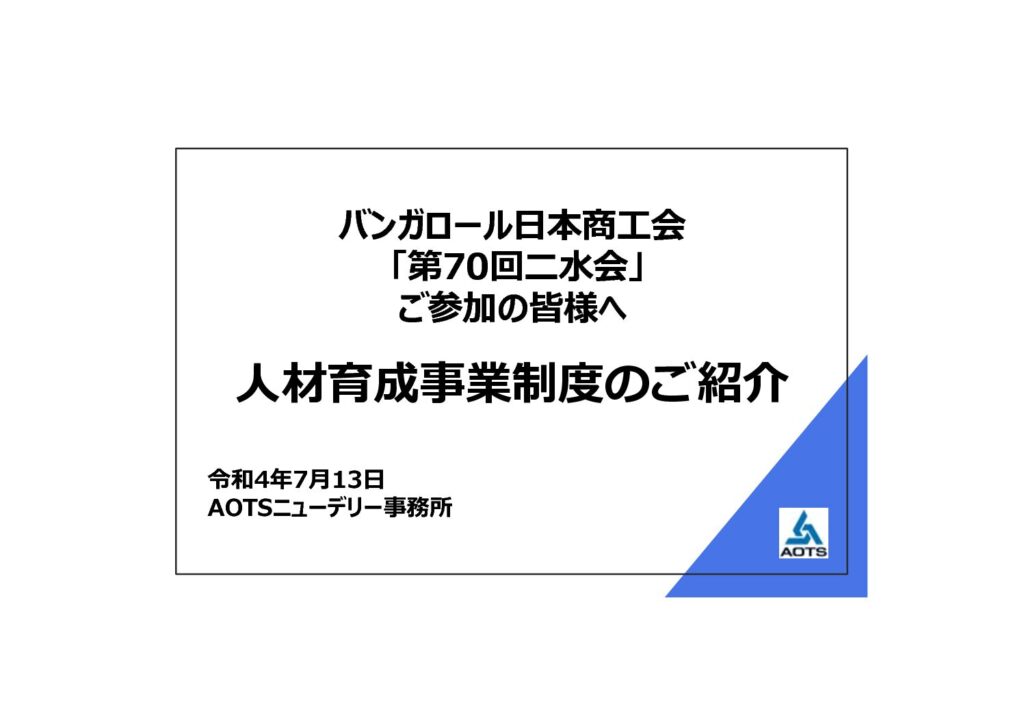 バンガロール日本商工会
「第70回二水会」
ご参加の皆様へ
人材育成事業制度のご紹介
令和4年7月13日
AOTSニューデリー事務所
AOTS